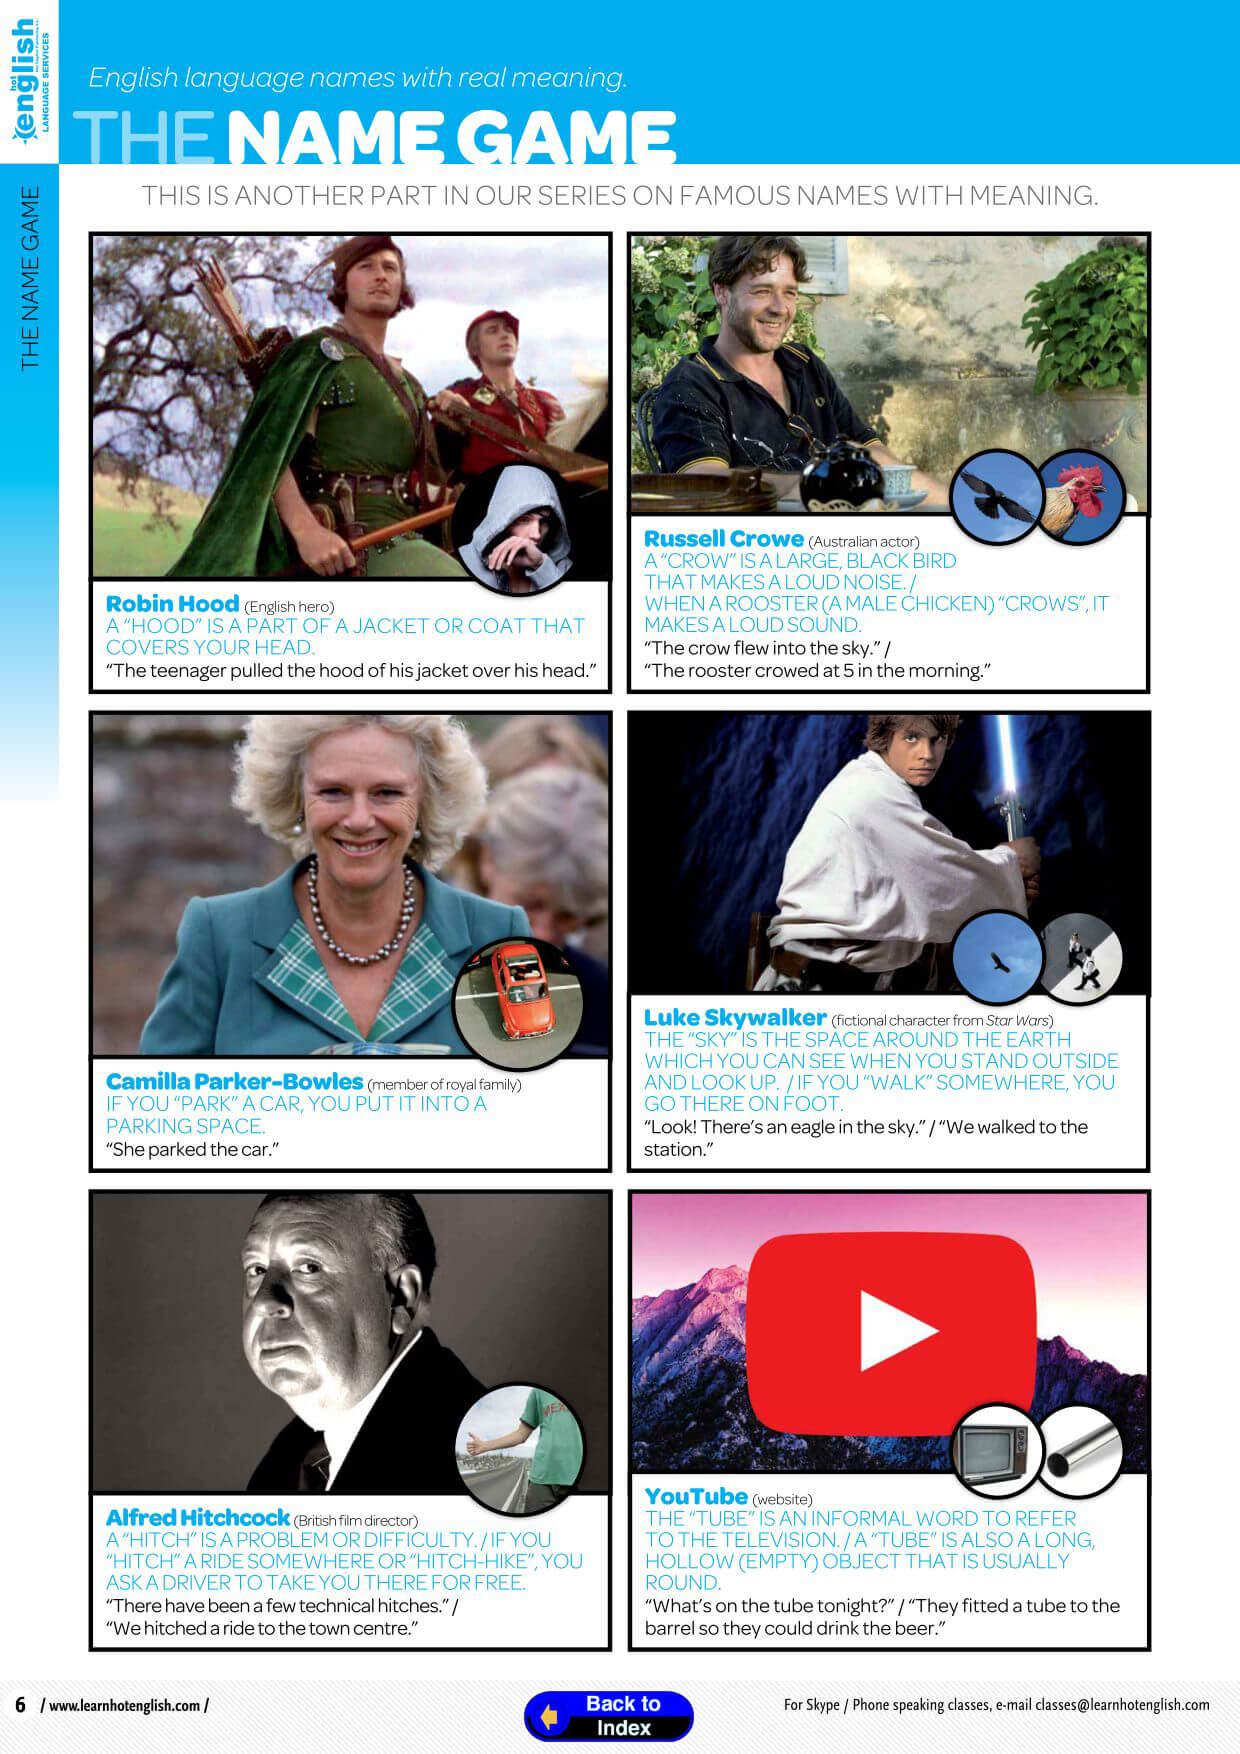 hot
english
LANGUAGE SERVICES
English language names with real meaning.
THE NAME GAME
THE NAME GAME
THIS IS ANOTHER PART IN OUR SERIES ON FAMOUS NAMES WITH MEANING.
Robin Hood (English hero)
A “HOOD” IS A PART OF A JACKET OR COAT THAT
COVERS YOUR HEAD.
“The teenager pulled the hood of his jacket over his head.”
Russell Crowe (Australian actor)
A “CROW” IS A LARGE, BLACK BIRD
THAT MAKES A LOUD NOISE. /
WHEN A ROOSTER (A MALE CHICKEN) “CROWS”, IT
MAKES A LOUD SOUND.
“The crow flew into the sky.” /
“The rooster crowed at 5 in the morning.”
Camilla Parker-Bowles (member of royal family)
IF YOU “PARK” A CAR, YOU PUT IT INTO A
PARKING SPACE.
“She parked the car.”
Luke Skywalker (fictional character from Star Wars)
THE “SKY” IS THE SPACE AROUND THE EARTH
WHICH YOU CAN SEE WHEN YOU STAND OUTSIDE
AND LOOK UP. / IF YOU “WALK” SOMEWHERE, YOU
GO THERE ON FOOT.
“Look! There’s an eagle in the sky.” / “We walked to the
station.”
MEX
Alfred Hitchcock (British film director)
A “HITCH” IS A PROBLEM OR DIFFICULTY. / IF YOU
“HITCH” A RIDE SOMEWHERE OR “HITCH-HIKE”, YOU
ASK A DRIVER TO TAKE YOU THERE FOR FREE.
“There have been a few technical hitches.” /
“We hitched a ride to the town centre.”
YouTube (website)
THE “TUBE” IS AN INFORMAL WORD TO REFER
TO THE TELEVISION. / A “TUBE” IS ALSO A LONG,
HOLLOW (EMPTY) OBJECT THAT IS USUALLY
ROUND.
“What’s on the tube tonight?” / “They fitted a tube to the
barrel so they could drink the beer.”
6 / www.learnhotenglish.com /
Back to
Index
For Skype / Phone speaking classes, e-mail classes@learnhotenglish.com